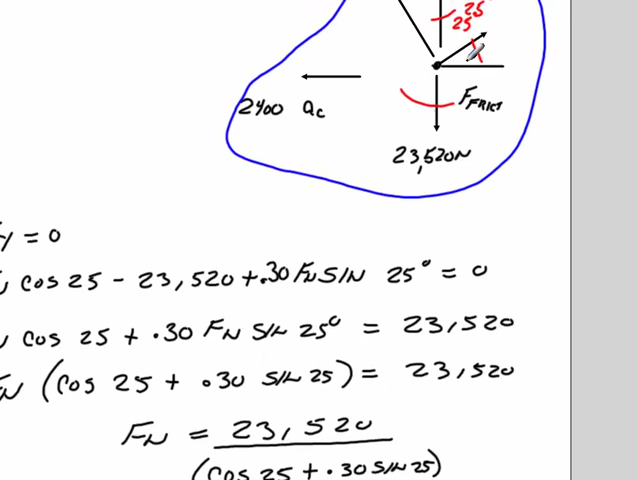 25
25
2400 ac
FFRICT
23,520N
= 0
cos 25 - 23,520 + .30 FN SIN 25° = 0
cos 25 + .30 FN SIN 25° = 23,520
FN (cos 25 + .30 SIN 25) = 23,520
FN = 23,520
(cos 25 + .30 SIN 25)